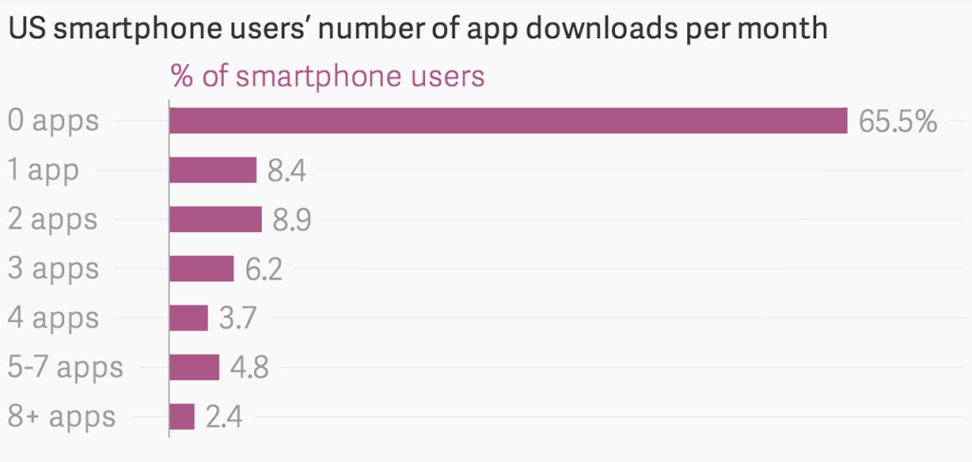 US smartphone users’ number of app downloads per month
% of smartphone users
0 apps 65.5%
1 app 8.4
2 apps 8.9
3 apps 6.2
4 apps 3.7
5-7 apps 4.8
8+ apps 2.4